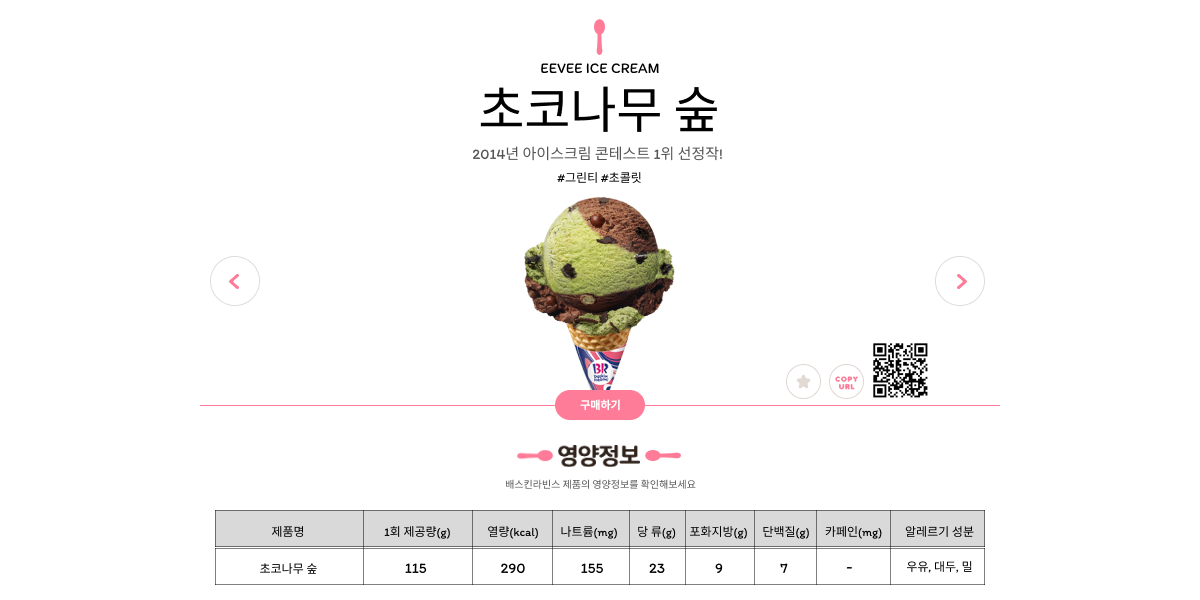 EEVEE ICE CREAM
초코나무 숲
2014년 아이스크림 콘테스트 1위 선정작!
#그린티 #초콜릿
BR
COPY
URL
구매하기
영양정보
배스킨라빈스 제품의 영양정보를 확인해보세요
제품명 1회 제공량(g) 열량(kcal) 나트륨(mg) 당 류(g) 포화지방(g) 단백질(g) 카페인(mg) 알레르기 성분
초코나무 숲 115 290 155 23 9 7 - 우유, 대두, 밀